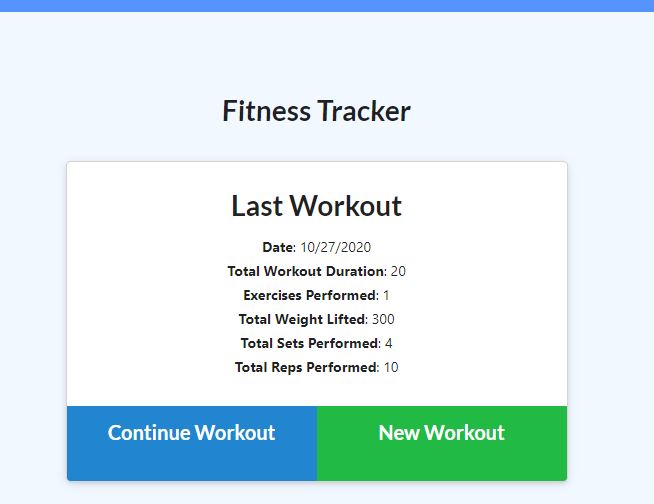 Fitness Tracker
Last Workout
Date: 10/27/2020
Total Workout Duration: 20
Exercises Performed: 1
Total Weight Lifted: 300
Total Sets Performed: 4
Total Reps Performed: 10
Continue Workout New Workout